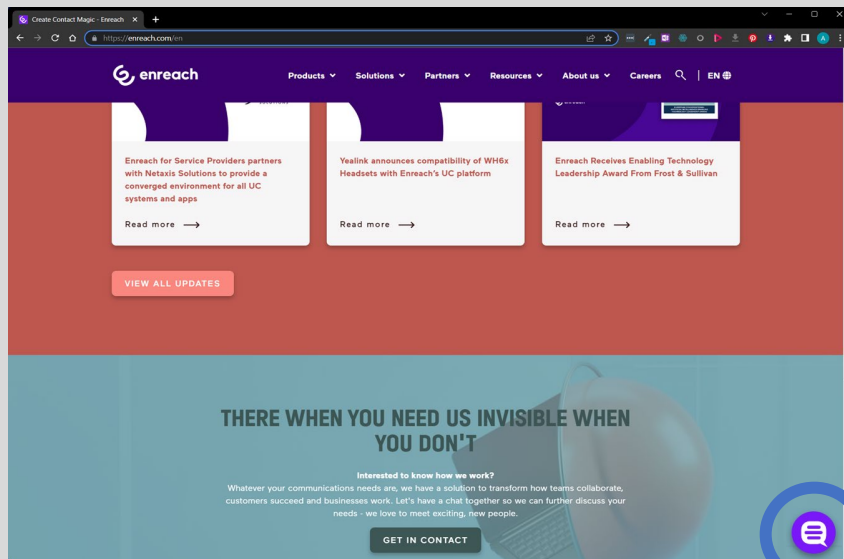 Create Contact Magic - Enreach
https://enreach.com/en
enreach
Products
Solutions
Partners
Resources
About us
Careers
EN
Enreach for Service Providers partners
with Netaxis Solutions to provide a
converged environment for all UC
systems and apps
Read more
Yealink announces compatibility of WH6x
Headsets with Enreach's UC platform
Read more
Enreach Receives Enabling Technology
Leadership Award From Frost & Sullivan
Read more
VIEW ALL UPDATES
THERE WHEN YOU NEED US INVISIBLE WHEN
YOU DON'T
Interested to know how we work?
Whatever your communications needs are, we have a solution to transform how teams collaborate,
customers succeed and businesses work. Let's have a chat together so we can further discuss your
needs - we love to meet exciting, new people.
GET IN CONTACT